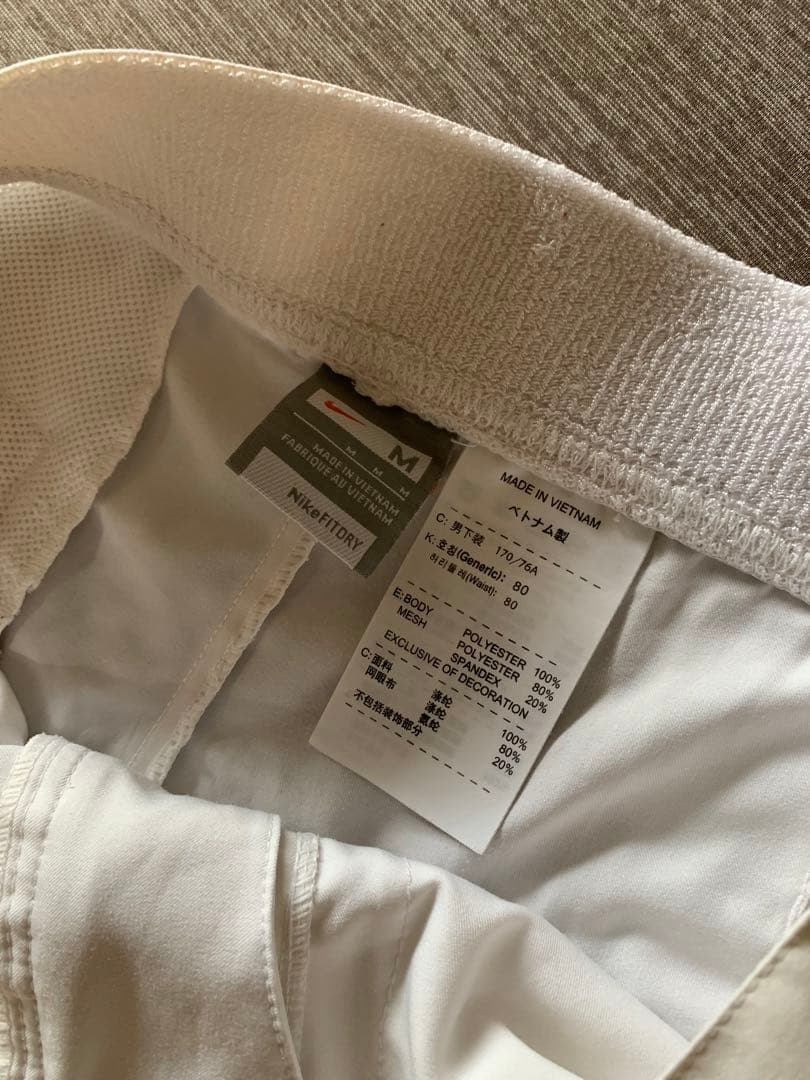 M
M M M
MADE IN VIETNAM
FABRIQUÉ AU VIETNAM
NikeFITDRY
MADE IN VIETNAM
ベトナム製
C: 男下装 170/76A
K: 호칭(Generic): 80
허리둘레(Waist): 80
E:BODY POLYESTER 100%
MESH POLYESTER 80%
SPANDEX 20%
EXCLUSIVE OF DECORATION
C:面料 涤纶 100%
网眼布 涤纶 80%
氨纶 20%
不包括装饰部分